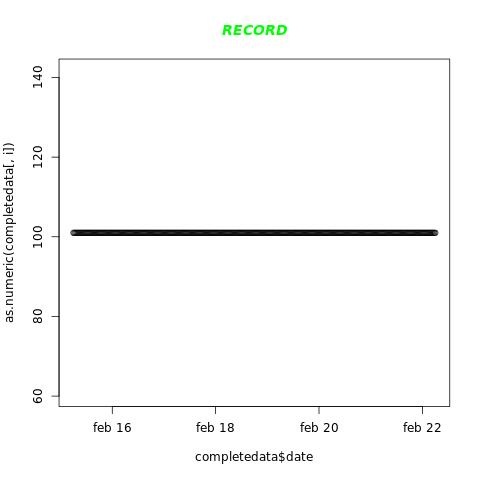 RECORD
as.numeric(completedata[, i])
140
120
100
80
60
feb 16
feb 18
feb 20
feb 22
completedata$date